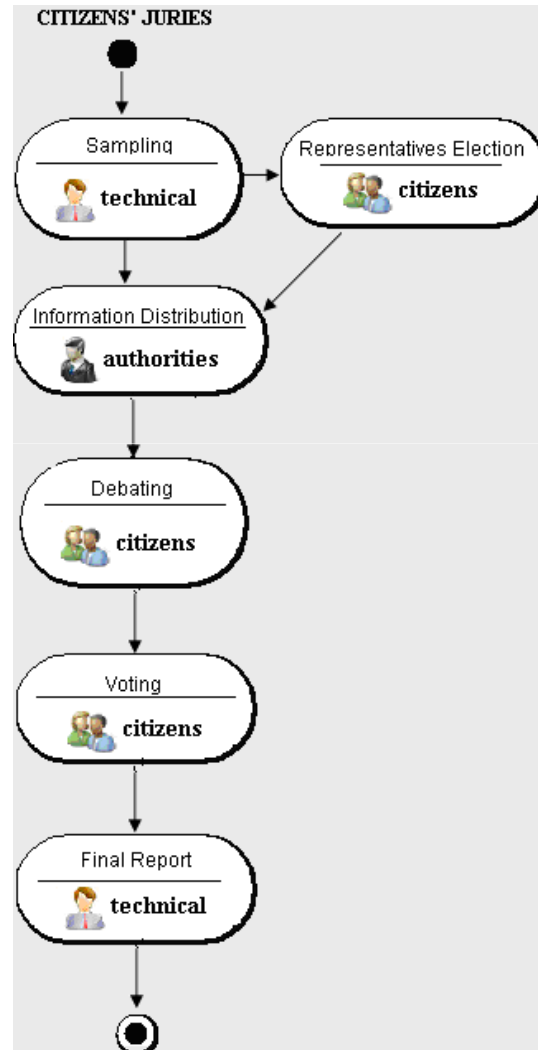 CITIZENS' JURIES
Sampling
technical
Representatives Election
citizens
Information Distribution
authorities
Debating
citizens
Voting
citizens
Final Report
technical